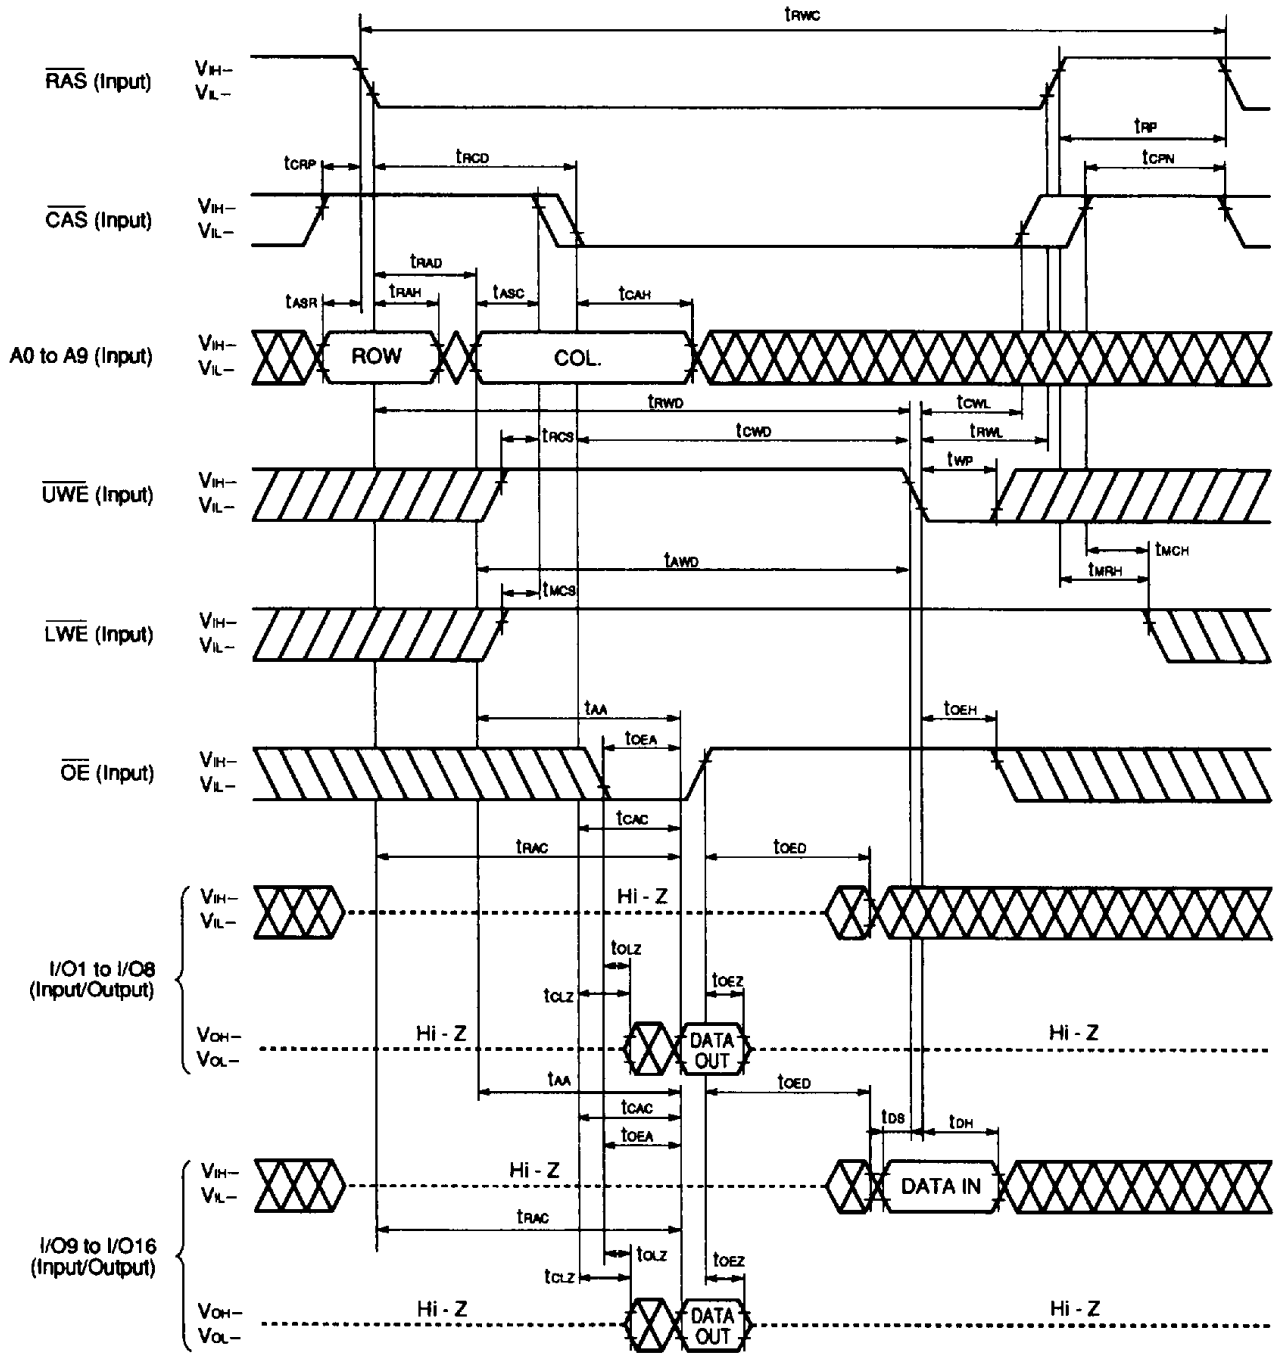 tRWC
RAS (Input)
VIH–
VIL–
tRP
tCRP
tRCD
tCPN
CAS (Input)
VIH–
VIL–
tRAD
tASR
tRAH
tASC
tCAH
A0 to A9 (Input)
VIH–
VIL–
ROW
COL.
tRWD
tCWL
tRCS
tCWD
tRWL
tWP
UWE (Input)
VIH–
VIL–
tMCH
tAWD
tMRH
tMCS
LWE (Input)
VIH–
VIL–
tAA
tOEH
tOEA
OE (Input)
VIH–
VIL–
tCAC
tRAC
tOED
I/O1 to I/O8
(Input/Output)
VIH–
VIL–
Hi - Z
tOLZ
tCLZ
tOEZ
VOH–
VOL–
Hi - Z
DATA
OUT
Hi - Z
tAA
tOED
tCAC
tDS
tDH
tOEA
I/O9 to I/O16
(Input/Output)
VIH–
VIL–
Hi - Z
DATA IN
tRAC
tOLZ
tOEZ
tCLZ
VOH–
VOL–
Hi - Z
DATA
OUT
Hi - Z